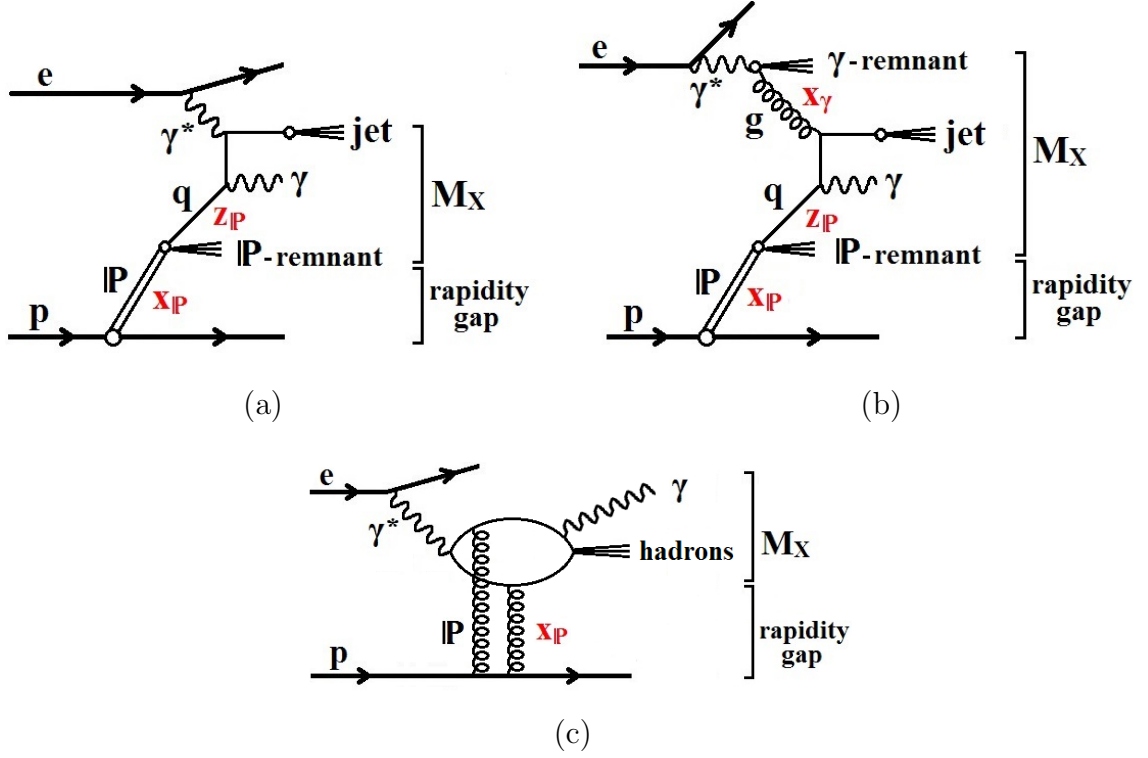 e
γ*
jet
γ
q
z_ℙ
ℙ-remnant
M_X
ℙ
x_ℙ
rapidity
gap
p
(a)
e
γ-remnant
γ*
x_γ
g
jet
γ
q
z_ℙ
ℙ-remnant
M_X
ℙ
x_ℙ
rapidity
gap
p
(b)
e
γ
γ*
hadrons
M_X
ℙ
x_ℙ
rapidity
gap
p
(c)